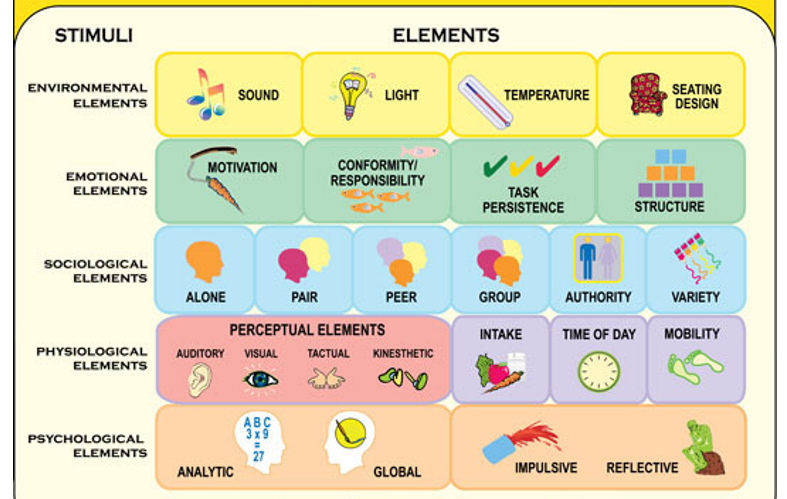 STIMULI ELEMENTS
ENVIRONMENTAL
ELEMENTS
SOUND
LIGHT
TEMPERATURE
SEATING
DESIGN
EMOTIONAL
ELEMENTS
MOTIVATION
CONFORMITY/
RESPONSIBILITY
TASK
PERSISTENCE
STRUCTURE
SOCIOLOGICAL
ELEMENTS
ALONE
PAIR
PEER
GROUP
AUTHORITY
VARIETY
PHYSIOLOGICAL
ELEMENTS
PERCEPTUAL ELEMENTS
AUDITORY
VISUAL
TACTUAL
KINESTHETIC
INTAKE
TIME OF DAY
MOBILITY
PSYCHOLOGICAL
ELEMENTS
A B C
3 x 9
=
27
ANALYTIC
GLOBAL
IMPULSIVE
REFLECTIVE